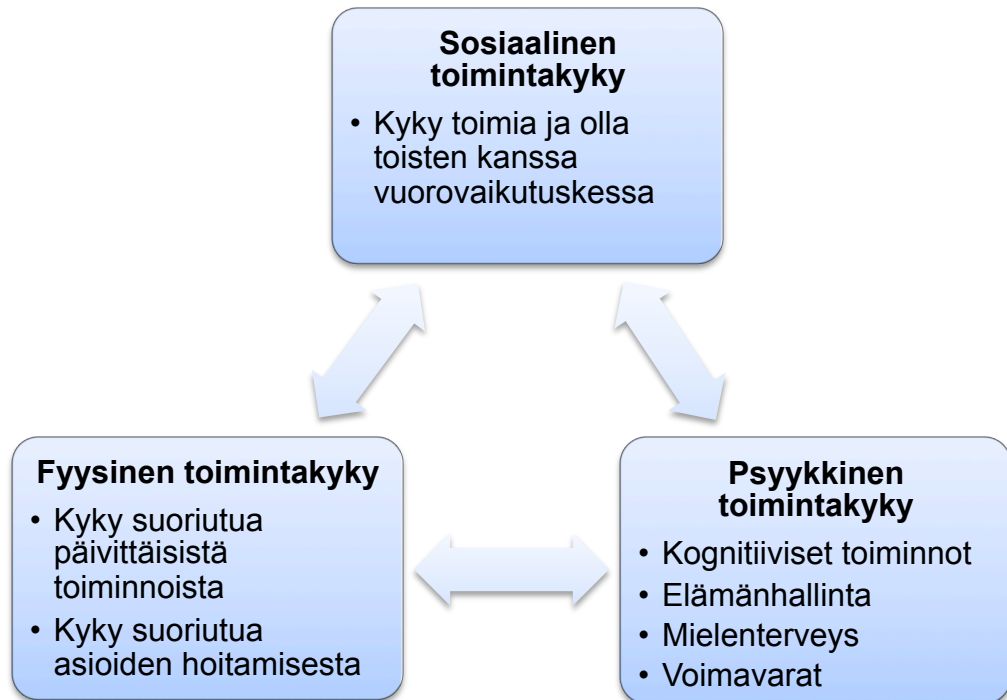 Sosiaalinen
toimintakyky
• Kyky toimia ja olla
toisten kanssa
vuorovaikutuskessa
Fyysinen toimintakyky
• Kyky suoriutua
päivittäisistä
toiminnoista
• Kyky suoriutua
asioiden hoitamisesta
Psyykkinen
toimintakyky
• Kognitiiviset toiminnot
• Elämänhallinta
• Mielenterveys
• Voimavarat